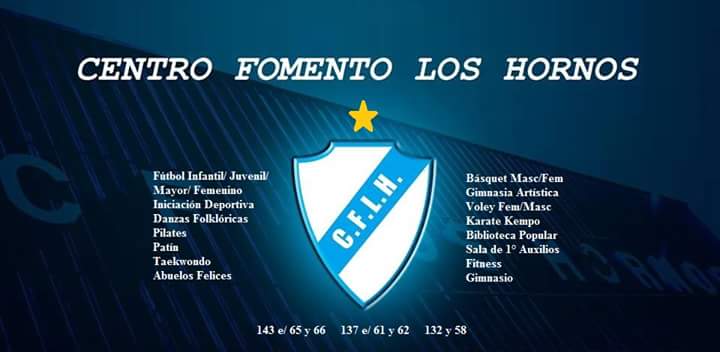 CENTRO FOMENTO LOS HORNOS
Fútbol Infantil/ Juvenil/
Mayor/ Femenino
Iniciación Deportiva
Danzas Folklóricas
Pilates
Patín
Taekwondo
Abuelos Felices
C.F.L.H.
Básquet Masc/Fem
Gimnasia Artística
Voley Fem/Masc
Karate Kempo
Biblioteca Popular
Sala de 1° Auxilios
Fitness
Gimnasio
143 e/ 65 y 66 137 e/ 61 y 62 132 y 58